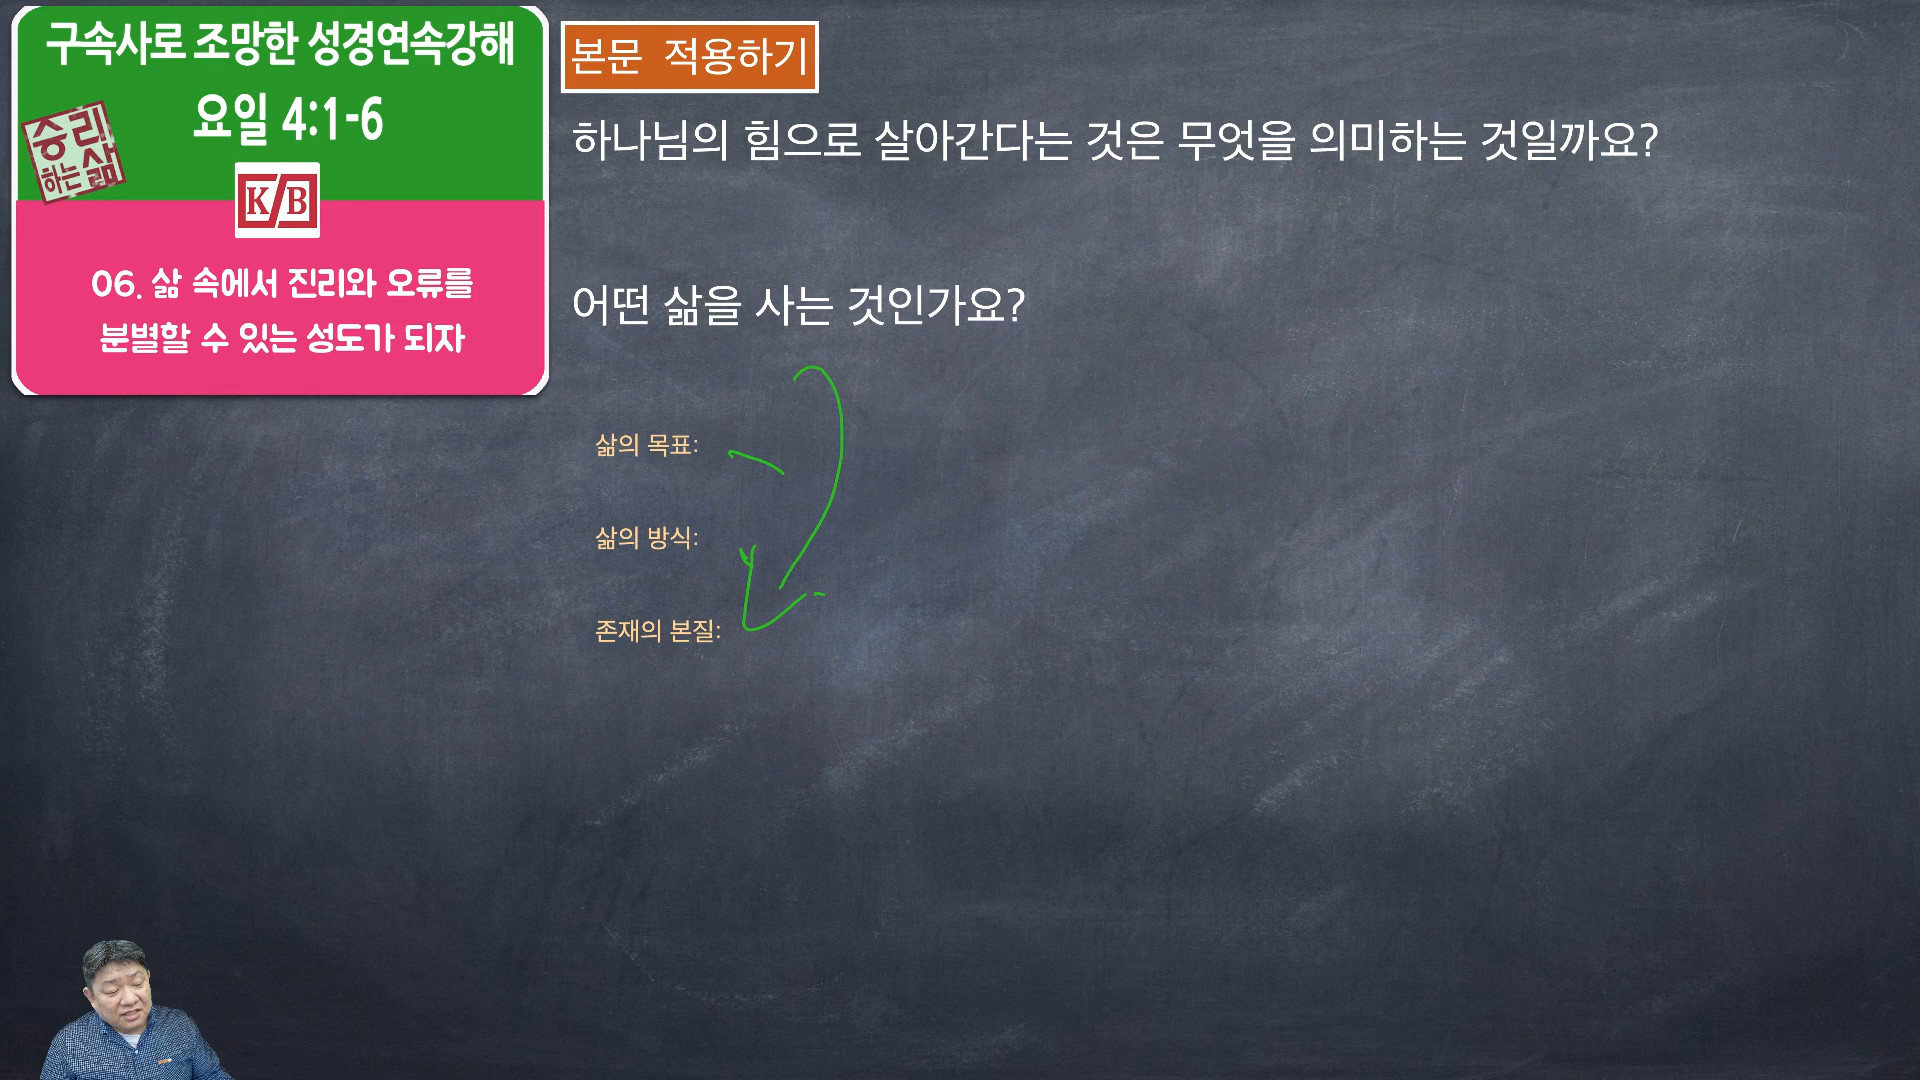 구속사로 조망한 성경연속강해
요일 4:1-6
승리
하는 삶
K/B
06. 삶 속에서 진리와 오류를
분별할 수 있는 성도가 되자
본문 적용하기
하나님의 힘으로 살아간다는 것은 무엇을 의미하는 것일까요?
어떤 삶을 사는 것인가요?
삶의 목표:
삶의 방식:
존재의 본질: